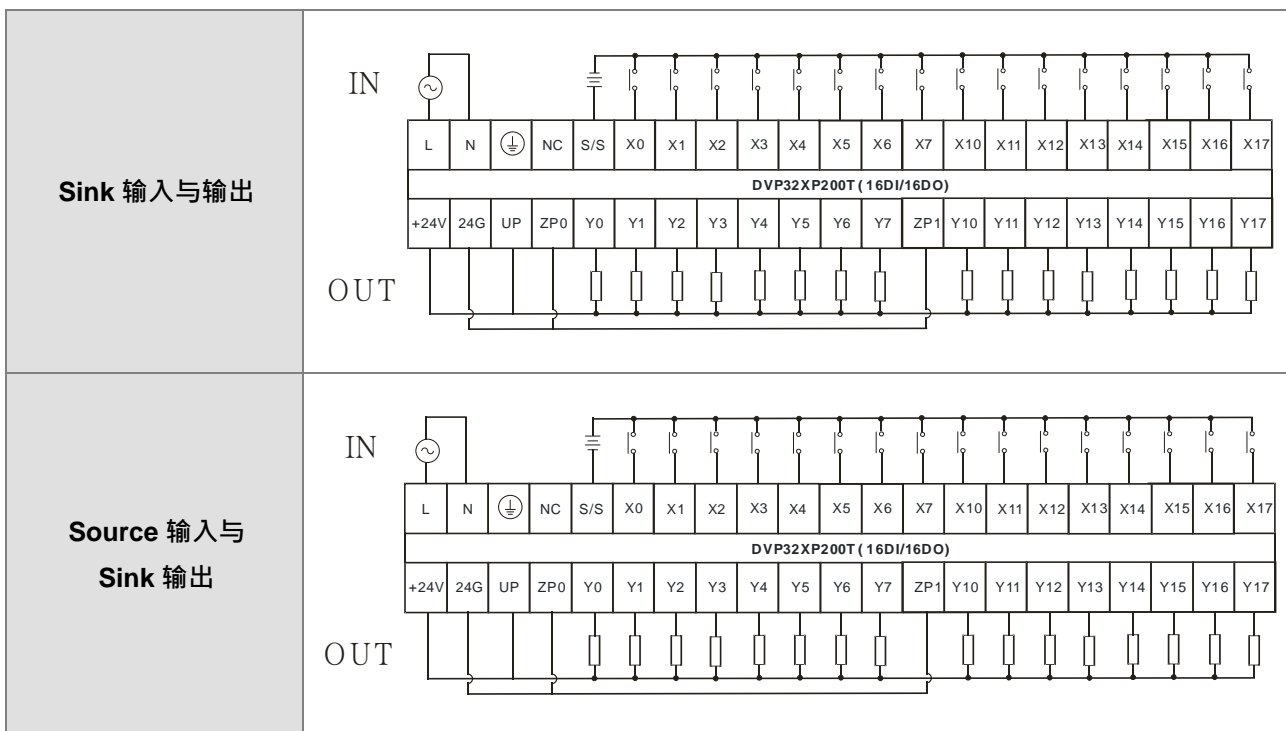 Sink 输入与输出
IN
L N NC S/S X0 X1 X2 X3 X4 X5 X6 X7 X10 X11 X12 X13 X14 X15 X16 X17
DVP32XP200T ( 16DI/16DO)
+24V 24G UP ZP0 Y0 Y1 Y2 Y3 Y4 Y5 Y6 Y7 ZP1 Y10 Y11 Y12 Y13 Y14 Y15 Y16 Y17
OUT
Source 输入与
Sink 输出
IN
L N NC S/S X0 X1 X2 X3 X4 X5 X6 X7 X10 X11 X12 X13 X14 X15 X16 X17
DVP32XP200T ( 16DI/16DO)
+24V 24G UP ZP0 Y0 Y1 Y2 Y3 Y4 Y5 Y6 Y7 ZP1 Y10 Y11 Y12 Y13 Y14 Y15 Y16 Y17
OUT